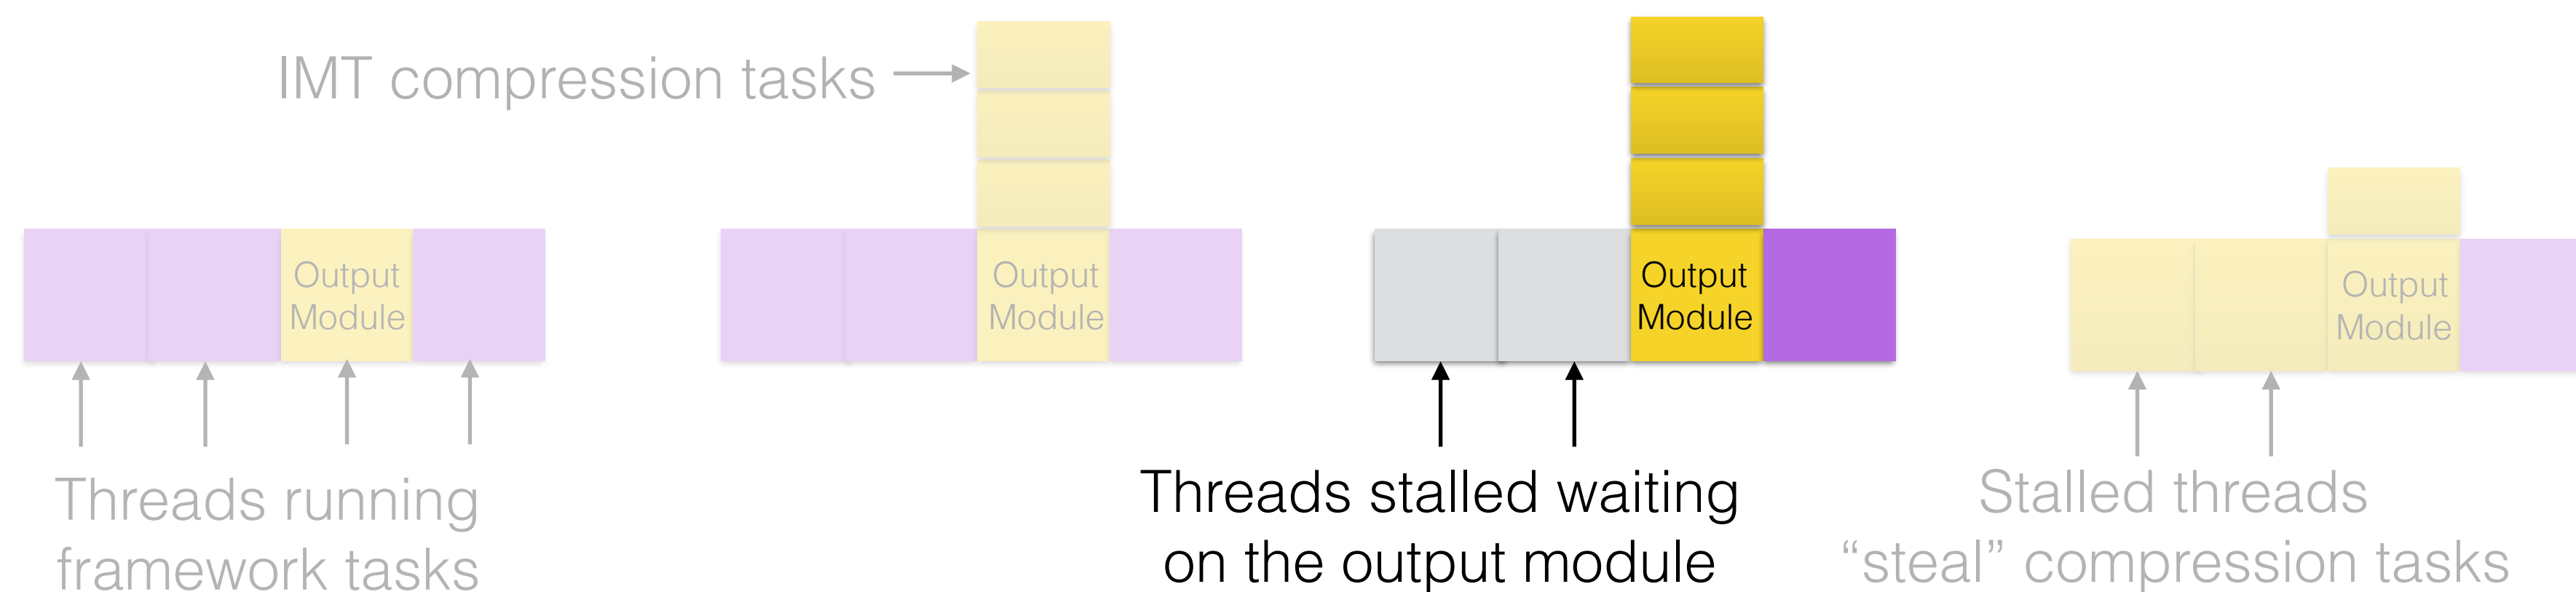 IMT compression tasks
Output
Module
Output
Module
Output
Module
Output
Module
Threads running
framework tasks
Threads stalled waiting
on the output module
Stalled threads
“steal” compression tasks